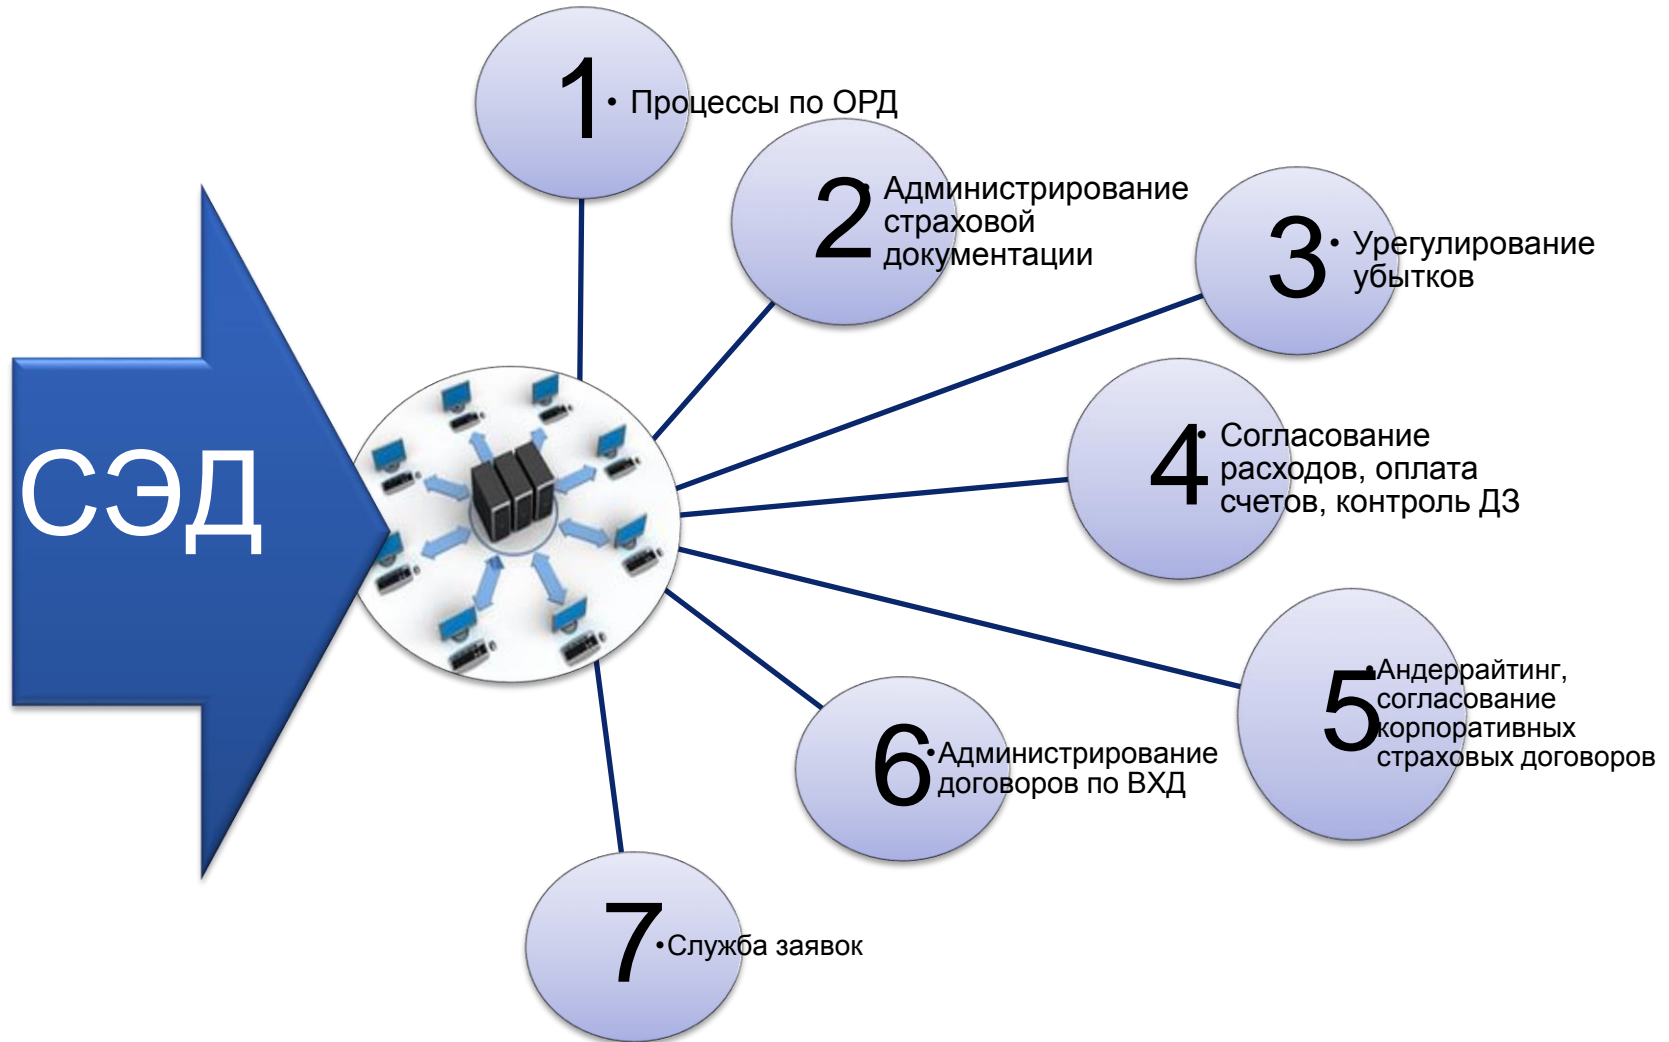 СЭД
1
• Процессы по ОРД
2
• Администрирование
страховой
документации
3
• Урегулирование
убытков
4
• Согласование
расходов, оплата
счетов, контроль ДЗ
5
•Андеррайтинг,
согласование
корпоративных
страховых договоров
6
•Администрирование
договоров по ВХД
7
•Служба заявок